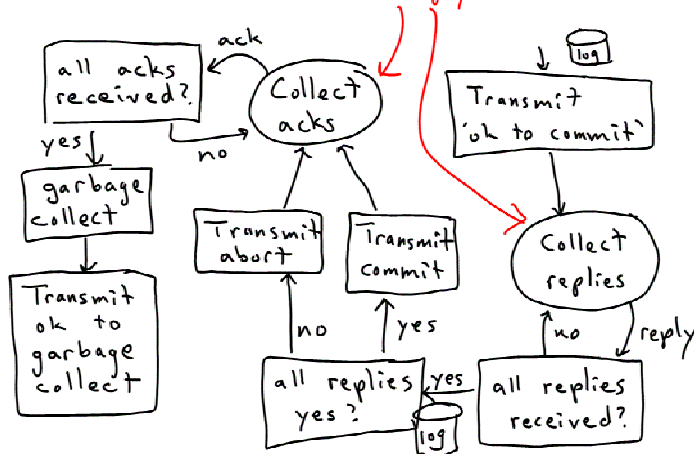 ack
all acks
received?
Collect
acks
log
Transmit
'ok to commit'
yes
no
garbage
collect
Transmit
abort
Transmit
commit
Collect
replies
Transmit
ok to
garbage
collect
no
yes
no
reply
all replies
yes?
yes
log
all replies
received?